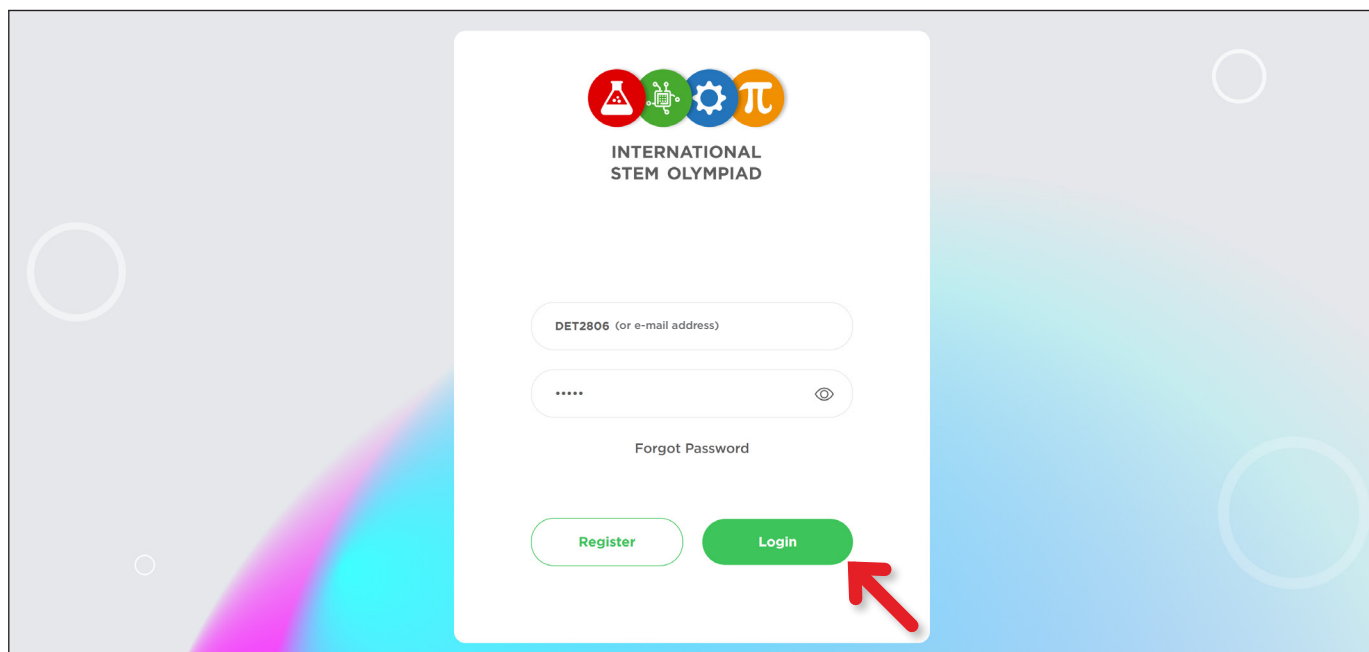 INTERNATIONAL
STEM OLYMPIAD
DET2806 (or e-mail address)
•••••
Forgot Password
Register Login